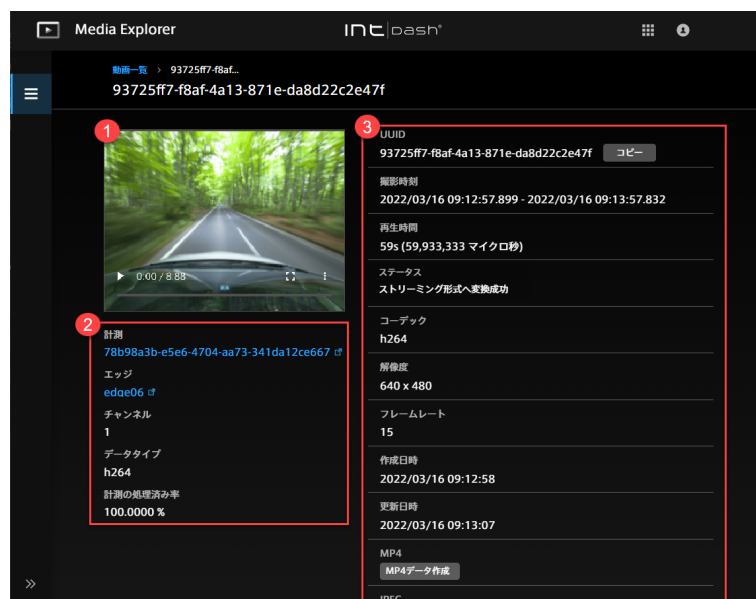 Media Explorer
intdash
動画一覧 > 93725ff7-f8af...
93725ff7-f8af-4a13-871e-da8d22c2e47f
1
0:00 / 8:88
2
計測
78b98a3b-e5e6-4704-aa73-341da12ce667
エッジ
edge06
チャンネル
1
データタイプ
h264
計測の処理済み率
100.0000 %
3
UUID
93725ff7-f8af-4a13-871e-da8d22c2e47f コピー
撮影時刻
2022/03/16 09:12:57.899 - 2022/03/16 09:13:57.832
再生時間
59s (59,933,333 マイクロ秒)
ステータス
ストリーミング形式へ変換成功
コーデック
h264
解像度
640 x 480
フレームレート
15
作成日時
2022/03/16 09:12:58
更新日時
2022/03/16 09:13:07
MP4
MP4データ作成
JPEG